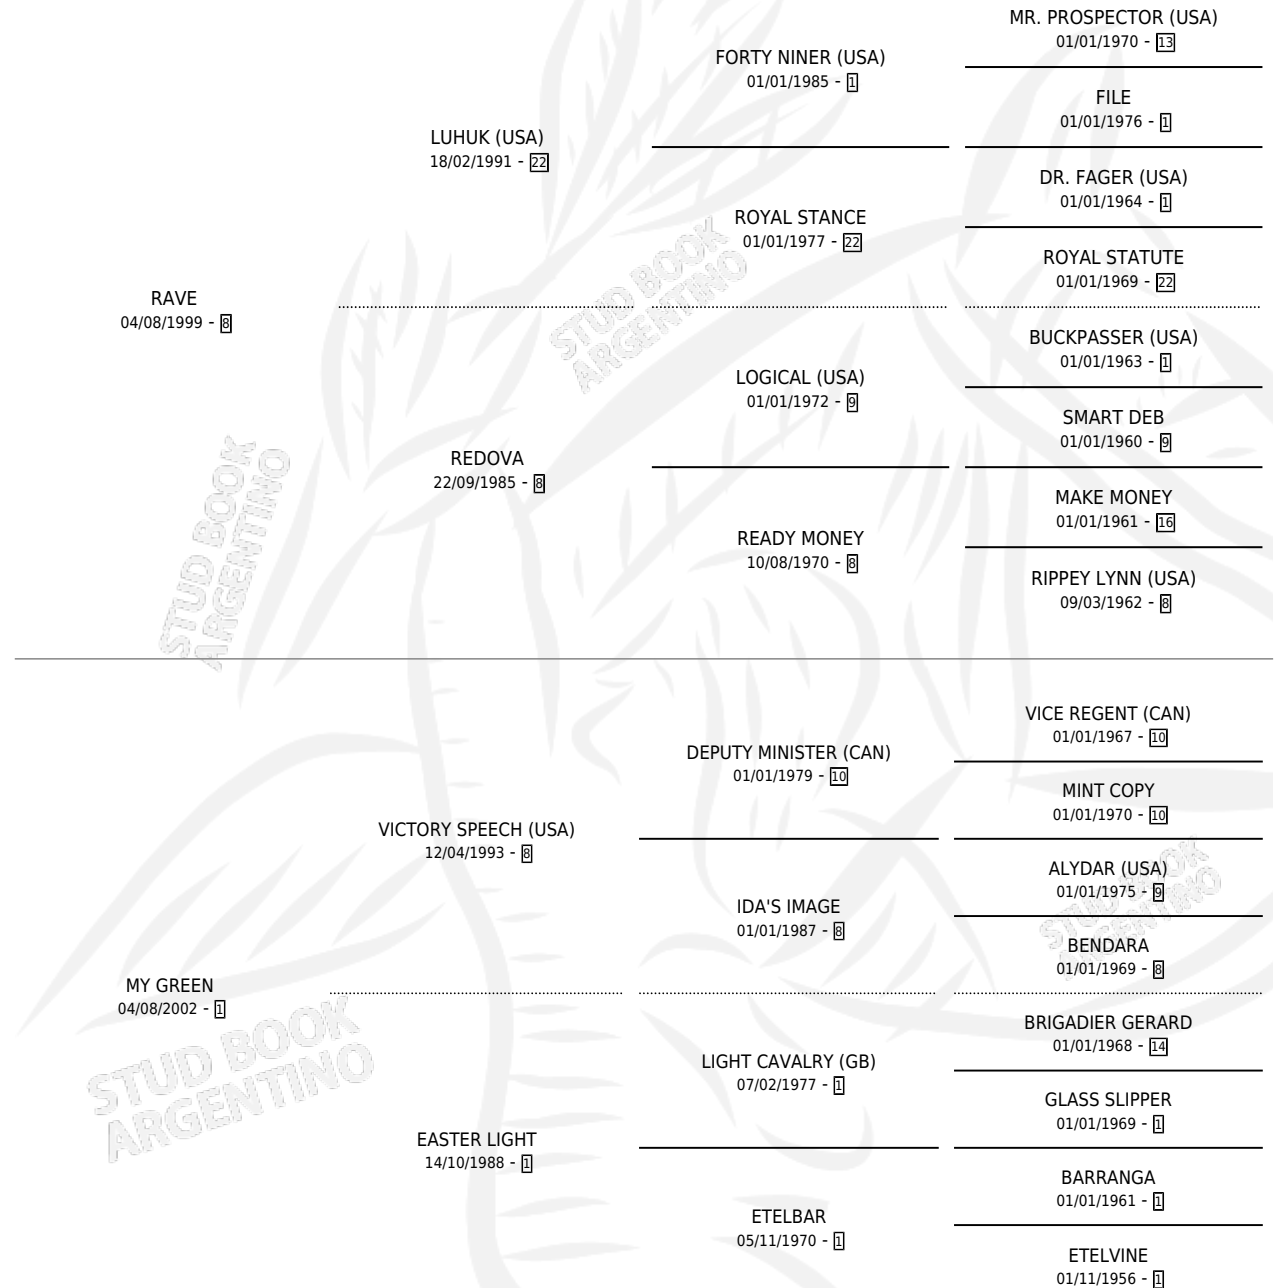 MR. PROSPECTOR (USA)
01/01/1970 - 13
FORTY NINER (USA)
01/01/1985 - 1
FILE
01/01/1976 - 1
LUHUK (USA)
18/02/1991 - 22
DR. FAGER (USA)
01/01/1964 - 1
ROYAL STANCE
01/01/1977 - 22
ROYAL STATUTE
01/01/1969 - 22
RAVE
04/08/1999 - 8
BUCKPASSER (USA)
01/01/1963 - 1
LOGICAL (USA)
01/01/1972 - 9
SMART DEB
01/01/1960 - 9
REDOVA
22/09/1985 - 8
MAKE MONEY
01/01/1961 - 16
READY MONEY
10/08/1970 - 8
RIPPEY LYNN (USA)
09/03/1962 - 8
STUD BOOK
ARGENTINO
STUD BOOK
ARGENTINO
VICE REGENT (CAN)
01/01/1967 - 10
DEPUTY MINISTER (CAN)
01/01/1979 - 10
MINT COPY
01/01/1970 - 10
VICTORY SPEECH (USA)
12/04/1993 - 8
ALYDAR (USA)
01/01/1975 - 9
IDA'S IMAGE
01/01/1987 - 8
BENDARA
01/01/1969 - 8
STUD BOOK
ARGENTINO
MY GREEN
04/08/2002 - 1
BRIGADIER GERARD
01/01/1968 - 14
LIGHT CAVALRY (GB)
07/02/1977 - 1
GLASS SLIPPER
01/01/1969 - 1
EASTER LIGHT
14/10/1988 - 1
BARRANGA
01/01/1961 - 1
ETELBAR
05/11/1970 - 1
ETELVINE
01/11/1956 - 1
STUD BOOK
ARGENTINO